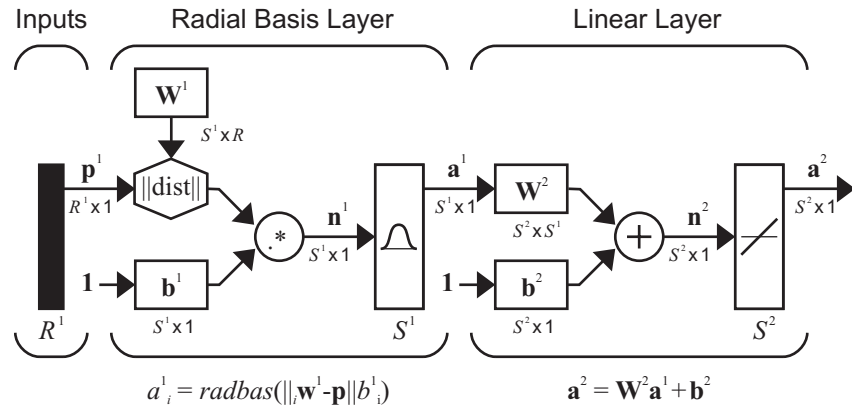 Inputs
Radial Basis Layer
Linear Layer
W¹
S¹ x R
p¹
R¹ x 1
||dist||
1
b¹
S¹ x 1
.*
n¹
S¹ x 1
a¹
S¹ x 1
W²
S² x S¹
1
b²
S² x 1
+
n²
S² x 1
a²
S² x 1
R¹
S¹
S²
a¹ᵢ = radbas(||ᵢw¹-p||b¹ᵢ)
a² = W²a¹+b²